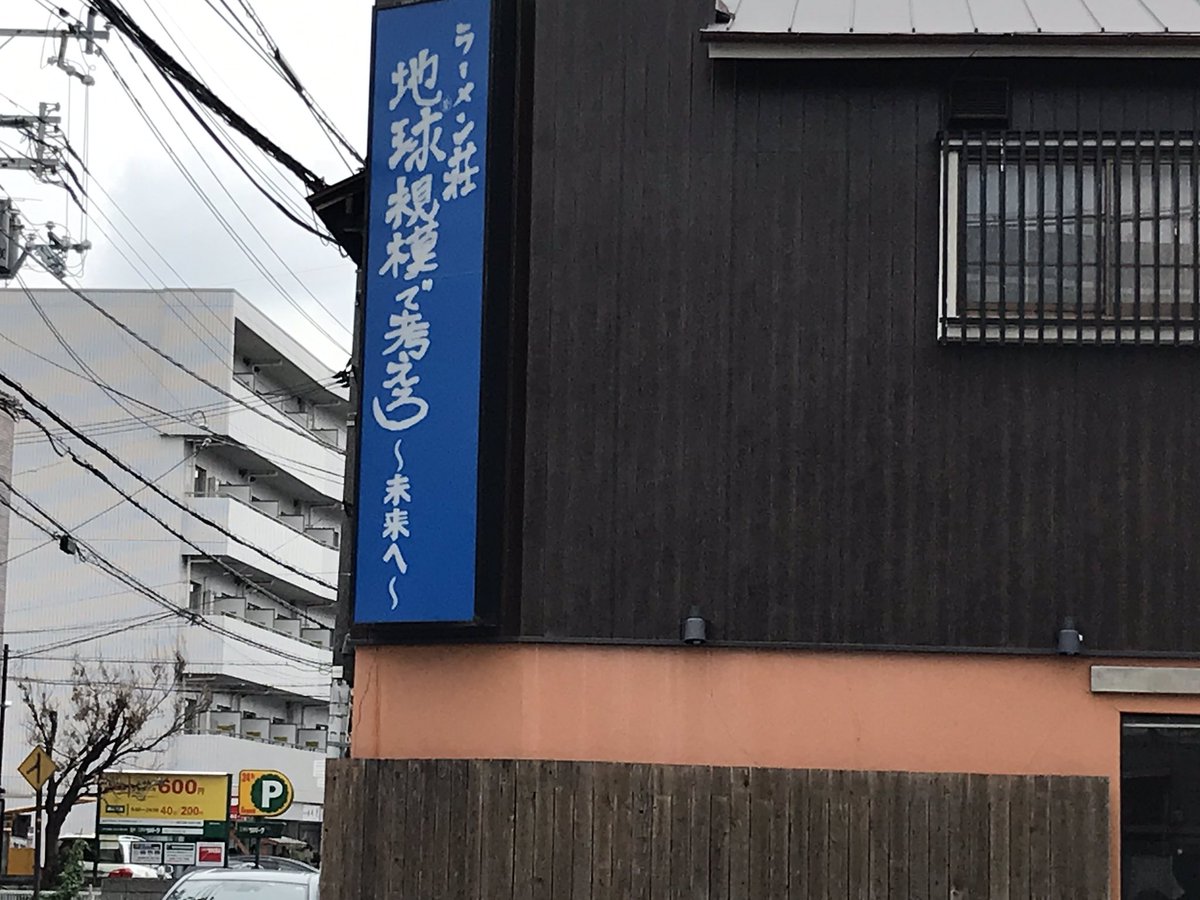 ラーメン荘
地球規模で考えろ
～未来へ～
600円
40分 200円
24h
P